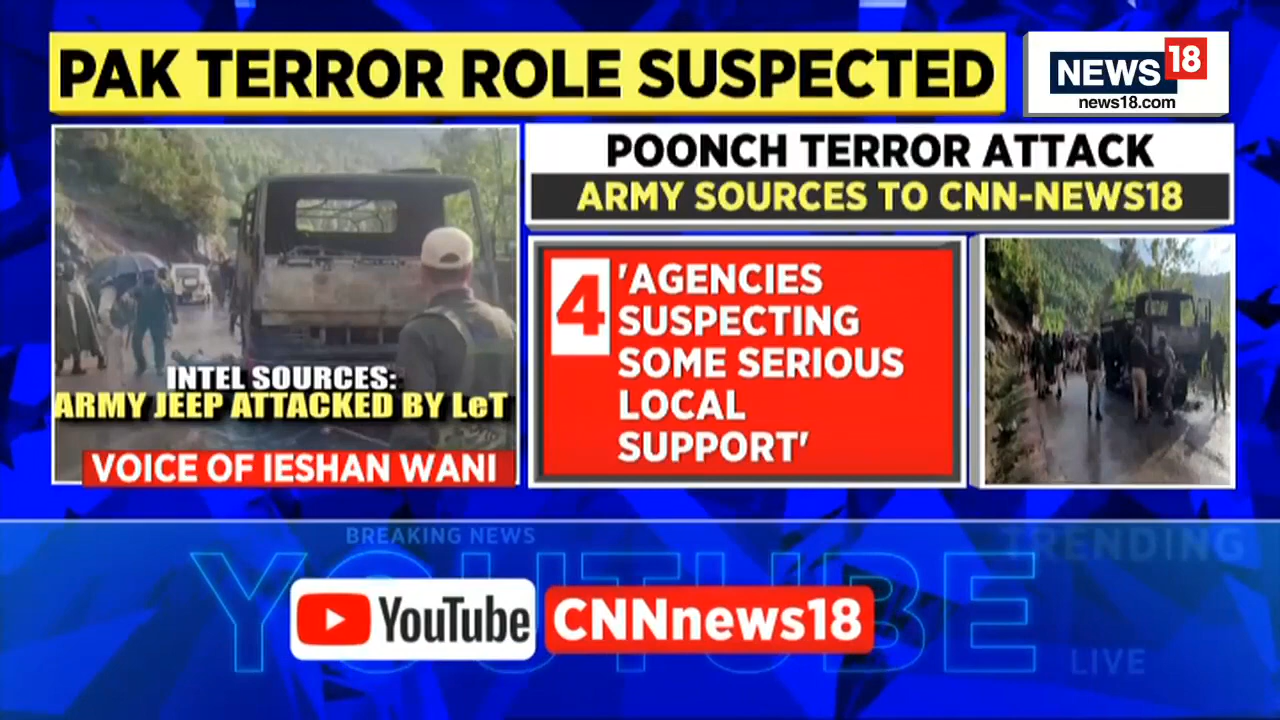 PAK TERROR ROLE SUSPECTED
NEWS 18
news18.com
POONCH TERROR ATTACK
ARMY SOURCES TO CNN-NEWS18
4
'AGENCIES
SUSPECTING
SOME SERIOUS
LOCAL
SUPPORT'
INTEL SOURCES:
ARMY JEEP ATTACKED BY LeT
VOICE OF IESHAN WANI
BREAKING NEWS
TRENDING
YOUTUBE
YouTube
CNNnews18
LIVE